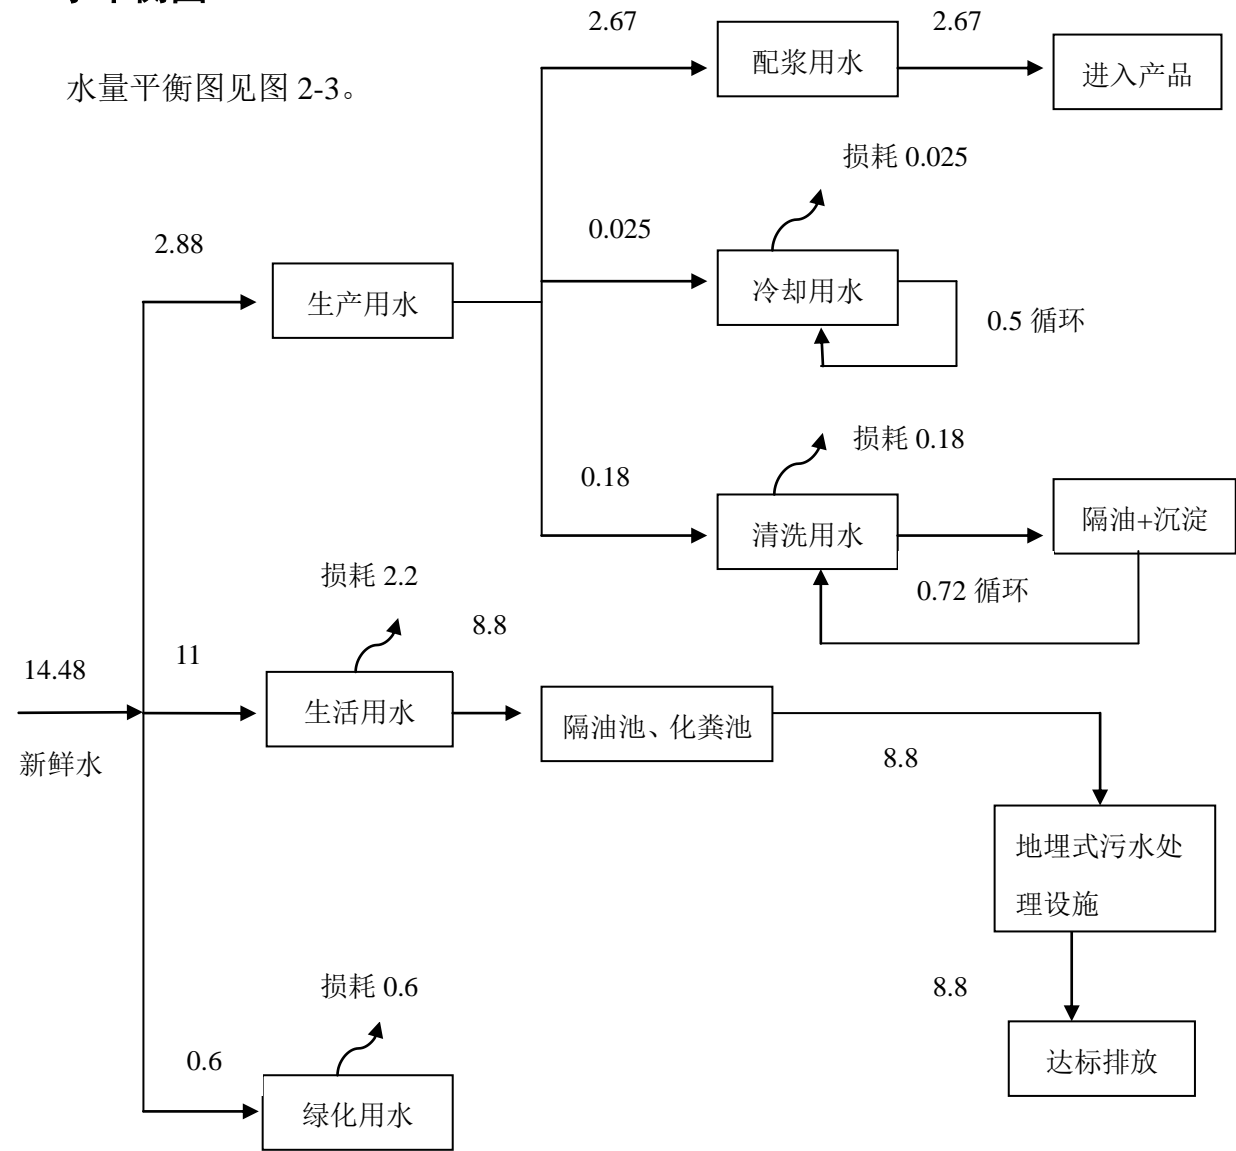 水量平衡图见图 2-3。
2.67
配浆用水
2.67
进入产品
损耗 0.025
2.88
生产用水
0.025
冷却用水
0.5 循环
损耗 0.18
0.18
清洗用水
隔油+沉淀
0.72 循环
损耗 2.2
14.48
新鲜水
11
生活用水
8.8
隔油池、化粪池
8.8
地埋式污水处
理设施
8.8
达标排放
损耗 0.6
0.6
绿化用水